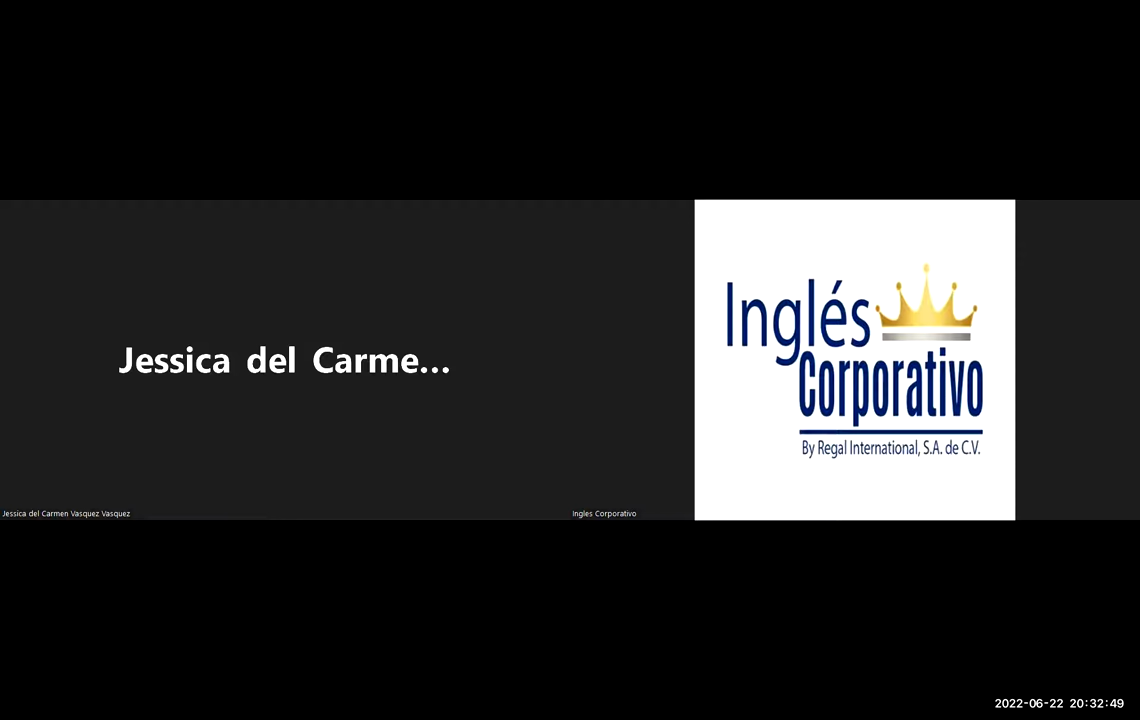 Jessica del Carme...
Inglés
Corporativo
By Regal International, S.A. de C.V.
Jessica del Carmen Vasquez Vasquez
Ingles Corporativo
2022-06-22 20:32:49